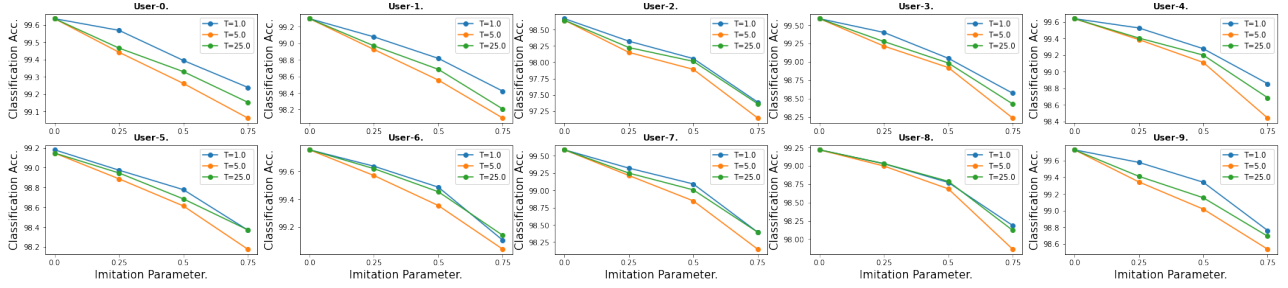 User-0.
Classification Acc.
99.6
99.5
99.4
99.3
99.2
99.1
T=1.0
T=5.0
T=25.0
0.0 0.25 0.5 0.75
User-1.
Classification Acc.
99.2
99.0
98.8
98.6
98.4
98.2
T=1.0
T=5.0
T=25.0
0.0 0.25 0.5 0.75
User-2.
Classification Acc.
98.50
98.25
98.00
97.75
97.50
97.25
T=1.0
T=5.0
T=25.0
0.0 0.25 0.5 0.75
User-3.
Classification Acc.
99.50
99.25
99.00
98.75
98.50
98.25
T=1.0
T=5.0
T=25.0
0.0 0.25 0.5 0.75
User-4.
Classification Acc.
99.6
99.4
99.2
99.0
98.8
98.6
98.4
T=1.0
T=5.0
T=25.0
0.0 0.25 0.5 0.75
User-5.
Classification Acc.
99.2
99.0
98.8
98.6
98.4
98.2
T=1.0
T=5.0
T=25.0
0.0 0.25 0.5 0.75
Imitation Parameter.
User-6.
Classification Acc.
99.6
99.4
99.2
T=1.0
T=5.0
T=25.0
0.0 0.25 0.5 0.75
Imitation Parameter.
User-7.
Classification Acc.
99.50
99.25
99.00
98.75
98.50
98.25
T=1.0
T=5.0
T=25.0
0.0 0.25 0.5 0.75
Imitation Parameter.
User-8.
Classification Acc.
99.25
99.00
98.75
98.50
98.25
98.00
T=1.0
T=5.0
T=25.0
0.0 0.25 0.5 0.75
Imitation Parameter.
User-9.
Classification Acc.
99.6
99.4
99.2
99.0
98.8
98.6
T=1.0
T=5.0
T=25.0
0.0 0.25 0.5 0.75
Imitation Parameter.